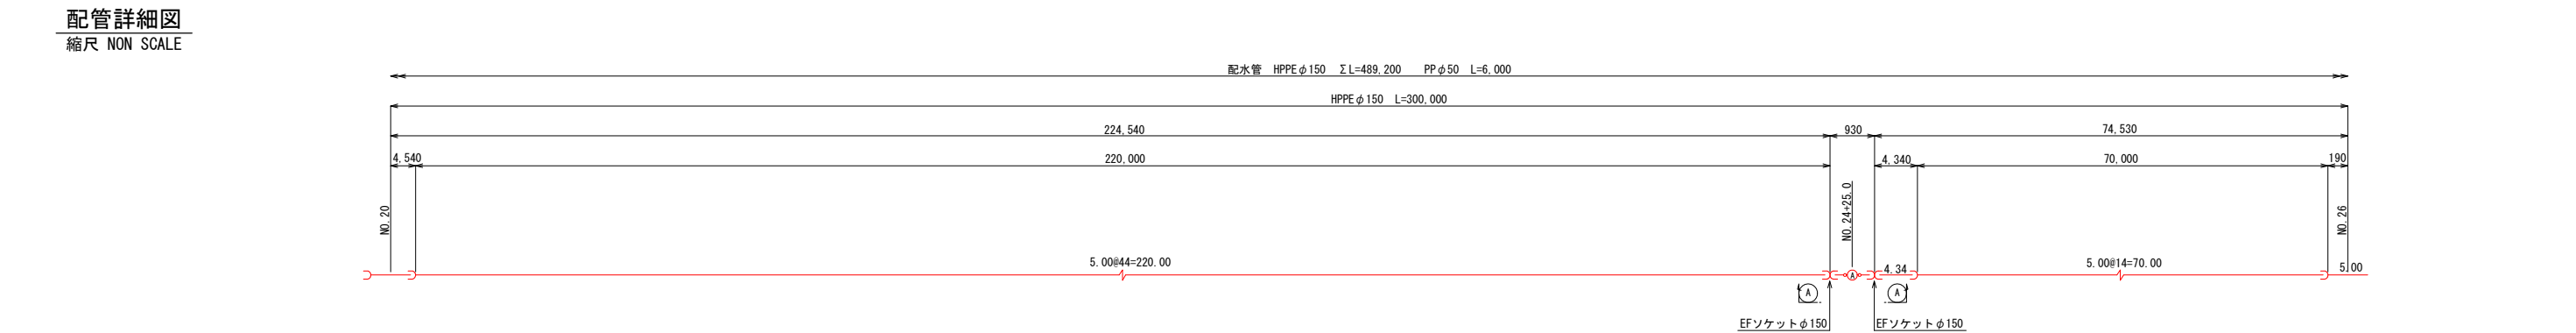 配管詳細図
縮尺 NON SCALE
配水管 HPPEφ150 ΣL=489,200 PPφ50 L=6,000
HPPEφ150 L=300,000
224,540 930 74,530
4,540 220,000 4,340 70,000 190
NO.20 NO.24+25.0 NO.26
5.00@44=220.00 A 4.34 5.00@14=70.00 5.00
A A
EFソケットφ150 EFソケットφ150